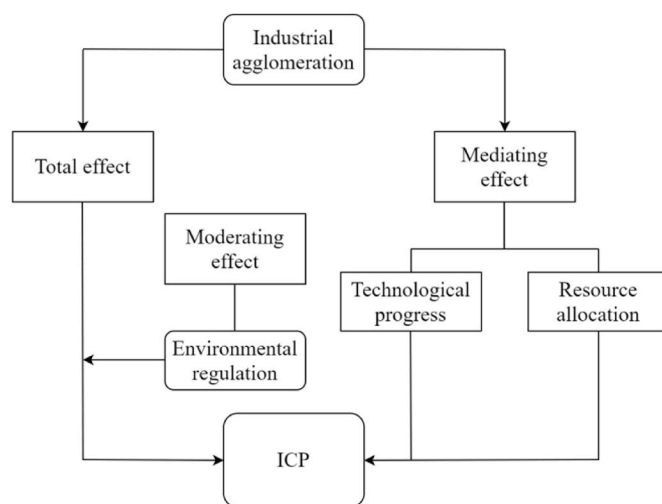 Industrial
agglomeration
Total effect
Mediating
effect
Moderating
effect
Technological
progress
Resource
allocation
Environmental
regulation
ICP